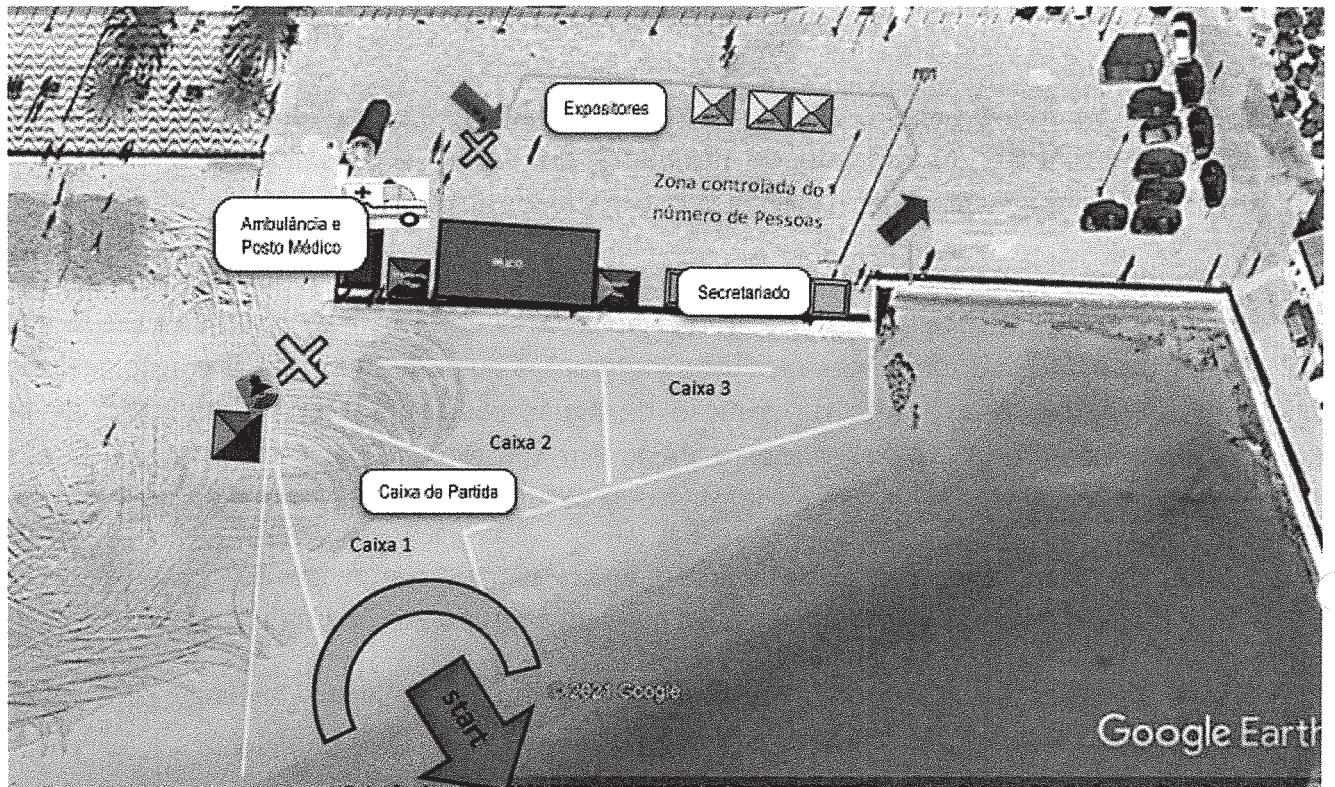 Expositores
Zona controlada do
número de Pessoas
Ambulância e
Posto Médico
Secretariado
Caixa 3
Caixa 2
Caixa de Partida
Caixa 1
start
© 2021 Google
Google Earth